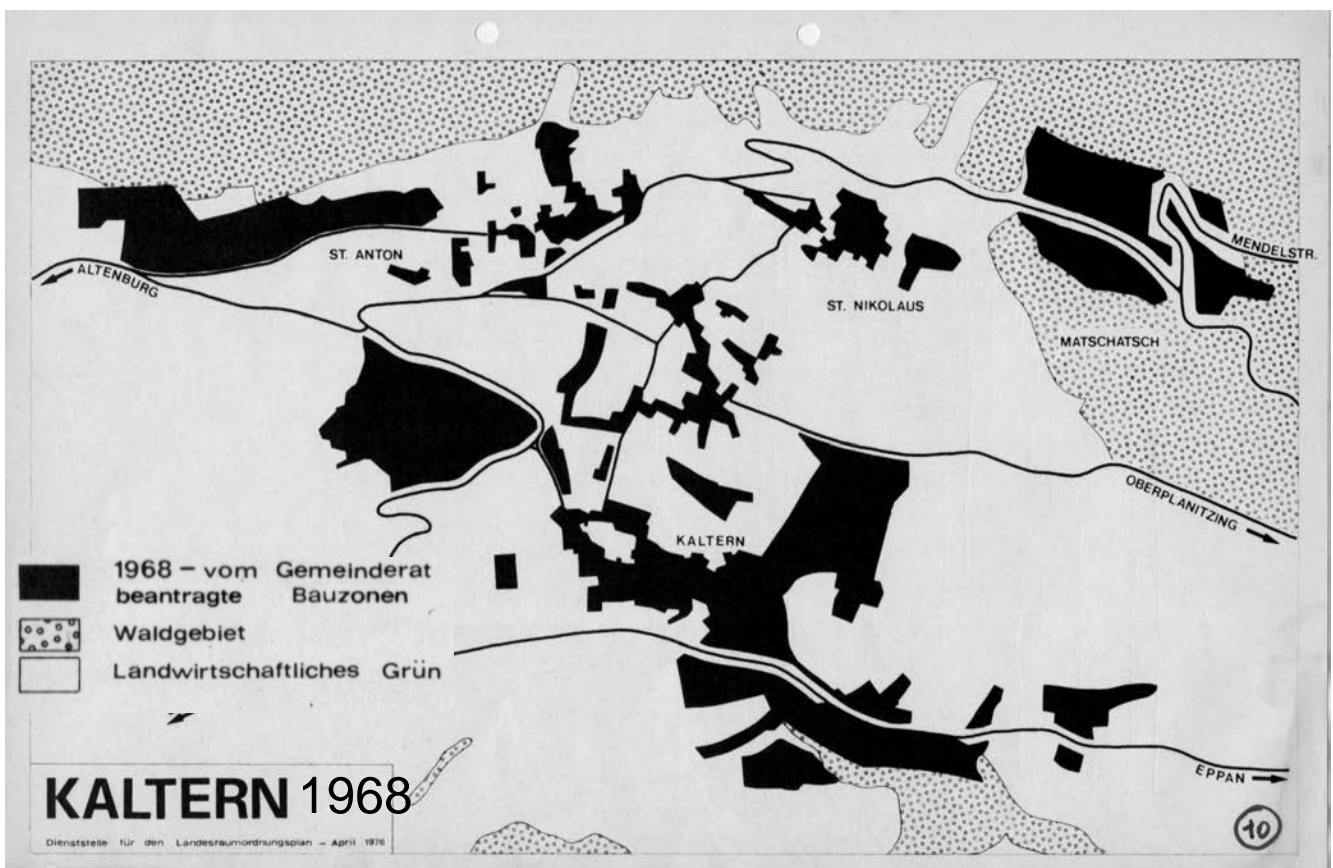 MENDELSTR.
ST. ANTON
ALTENBURG
ST. NIKOLAUS
MATSCHATSCH
OBERPLANITZING
KALTERN
1968 – vom Gemeinderat
beantragte Bauzonen
Waldgebiet
Landwirtschaftliches Grün
EPPAN
KALTERN 1968
Dienststelle für den Landesraumordnungsplan – April 1976
10